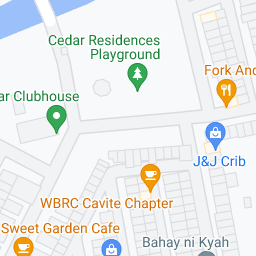 Cedar Residences
Playground
Fork And
ar Clubhouse
J&J Crib
WBRC Cavite Chapter
Sweet Garden Cafe
Bahay ni Kyah